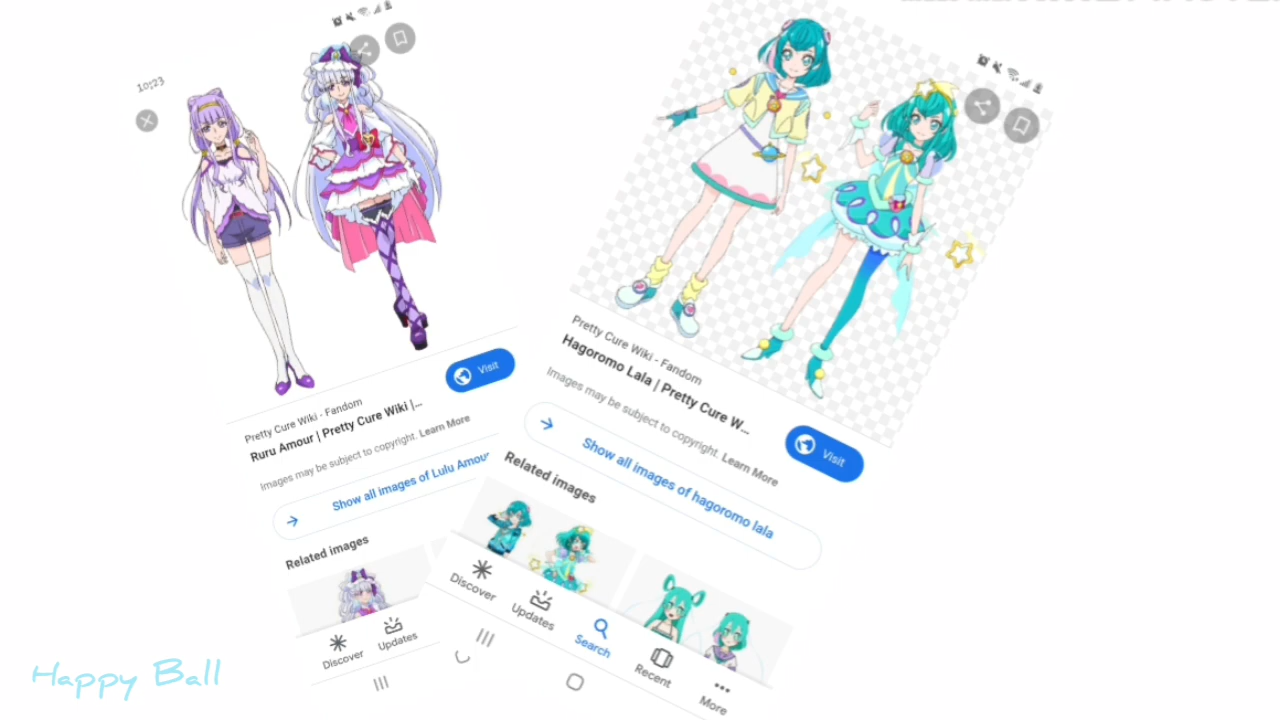 10:23
Visit
Pretty Cure Wiki - Fandom
Ruru Amour | Pretty Cure Wiki |...
Images may be subject to copyright. Learn More
Show all images of Lulu Amour
Related images
Discover
Updates
Pretty Cure Wiki - Fandom
Hagoromo Lala | Pretty Cure W...
Visit
Images may be subject to copyright. Learn More
Show all images of hagoromo lala
Related images
Discover
Updates
Search
Recent
More
Happy Ball